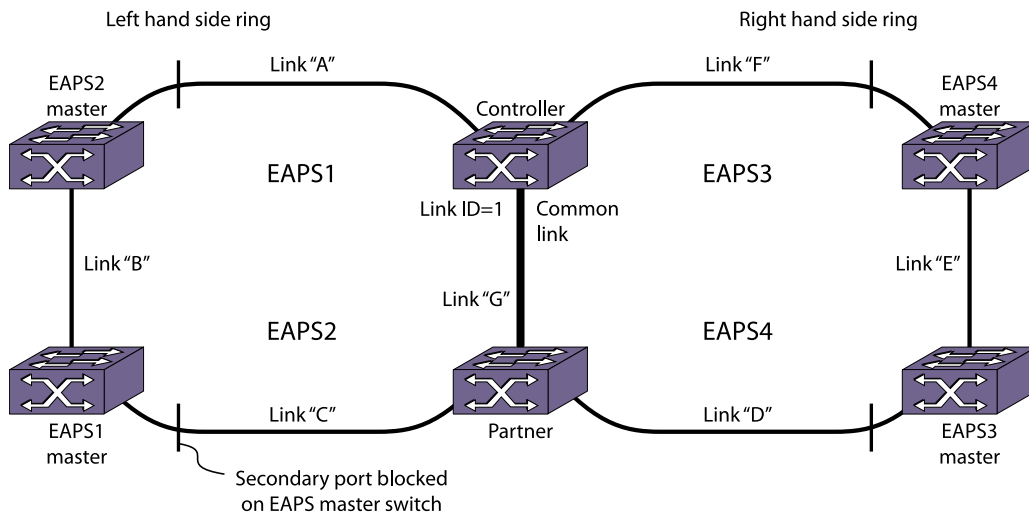 Left hand side ring
Right hand side ring
Link “A”
Link “F”
EAPS2
master
Controller
EAPS4
master
EAPS1
EAPS3
Link ID=1
Common
link
Link “B”
Link “E”
Link “G”
EAPS2
EAPS4
Link “C”
Link “D”
EAPS1
master
Partner
EAPS3
master
Secondary port blocked
on EAPS master switch